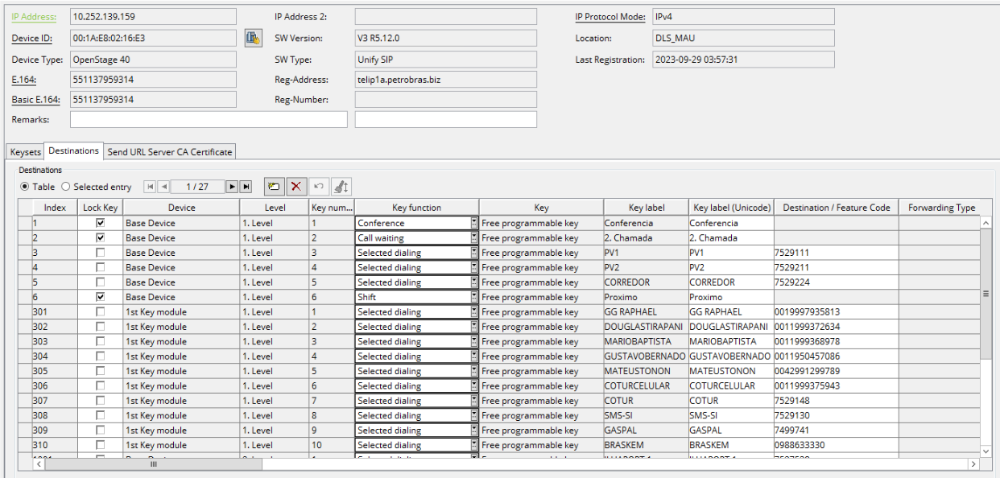 IP Address: 10.252.139.159 IP Address 2: IP Protocol Mode: IPv4
Device ID: 00:1A:E8:02:16:E3 SW Version: V3 R5.12.0 Location: DLS_MAU
Device Type: OpenStage 40 SW Type: Unify SIP Last Registration: 2023-09-29 03:57:31
E.164: 551137959314 Reg-Address: telip1a.petrobras.biz
Basic E.164: 551137959314 Reg-Number:
Remarks:
Keysets Destinations Send URL Server CA Certificate
Destinations
Table Selected entry 1 / 27
Index Lock Key Device Level Key num... Key function Key Key label Key label (Unicode) Destination / Feature Code Forwarding Type
1 Base Device 1. Level 1 Conference Free programmable key Conferencia Conferencia
2 Base Device 1. Level 2 Call waiting Free programmable key 2. Chamada 2. Chamada
3 Base Device 1. Level 3 Selected dialing Free programmable key PV1 PV1 7529111
4 Base Device 1. Level 4 Selected dialing Free programmable key PV2 PV2 7529211
5 Base Device 1. Level 5 Selected dialing Free programmable key CORREDOR CORREDOR 7529224
6 Base Device 1. Level 6 Shift Free programmable key Proximo Proximo
301 1st Key module 1. Level 1 Selected dialing Free programmable key GG RAPHAEL GG RAPHAEL 0019997935813
302 1st Key module 1. Level 2 Selected dialing Free programmable key DOUGLASTIRAPANI DOUGLASTIRAPANI 0011999372634
303 1st Key module 1. Level 3 Selected dialing Free programmable key MARIOBAPTISTA MARIOBAPTISTA 0011999368978
304 1st Key module 1. Level 4 Selected dialing Free programmable key GUSTAVOBERNADO GUSTAVOBERNADO 0011950457086
305 1st Key module 1. Level 5 Selected dialing Free programmable key MATEUSTONON MATEUSTONON 0042991299789
306 1st Key module 1. Level 6 Selected dialing Free programmable key COTURCELULAR COTURCELULAR 0011999375943
307 1st Key module 1. Level 7 Selected dialing Free programmable key COTUR COTUR 7529148
308 1st Key module 1. Level 8 Selected dialing Free programmable key SMS-SI SMS-SI 7529130
309 1st Key module 1. Level 9 Selected dialing Free programmable key GASPAL GASPAL 7499741
310 1st Key module 1. Level 10 Selected dialing Free programmable key BRASKEM BRASKEM 0988633330